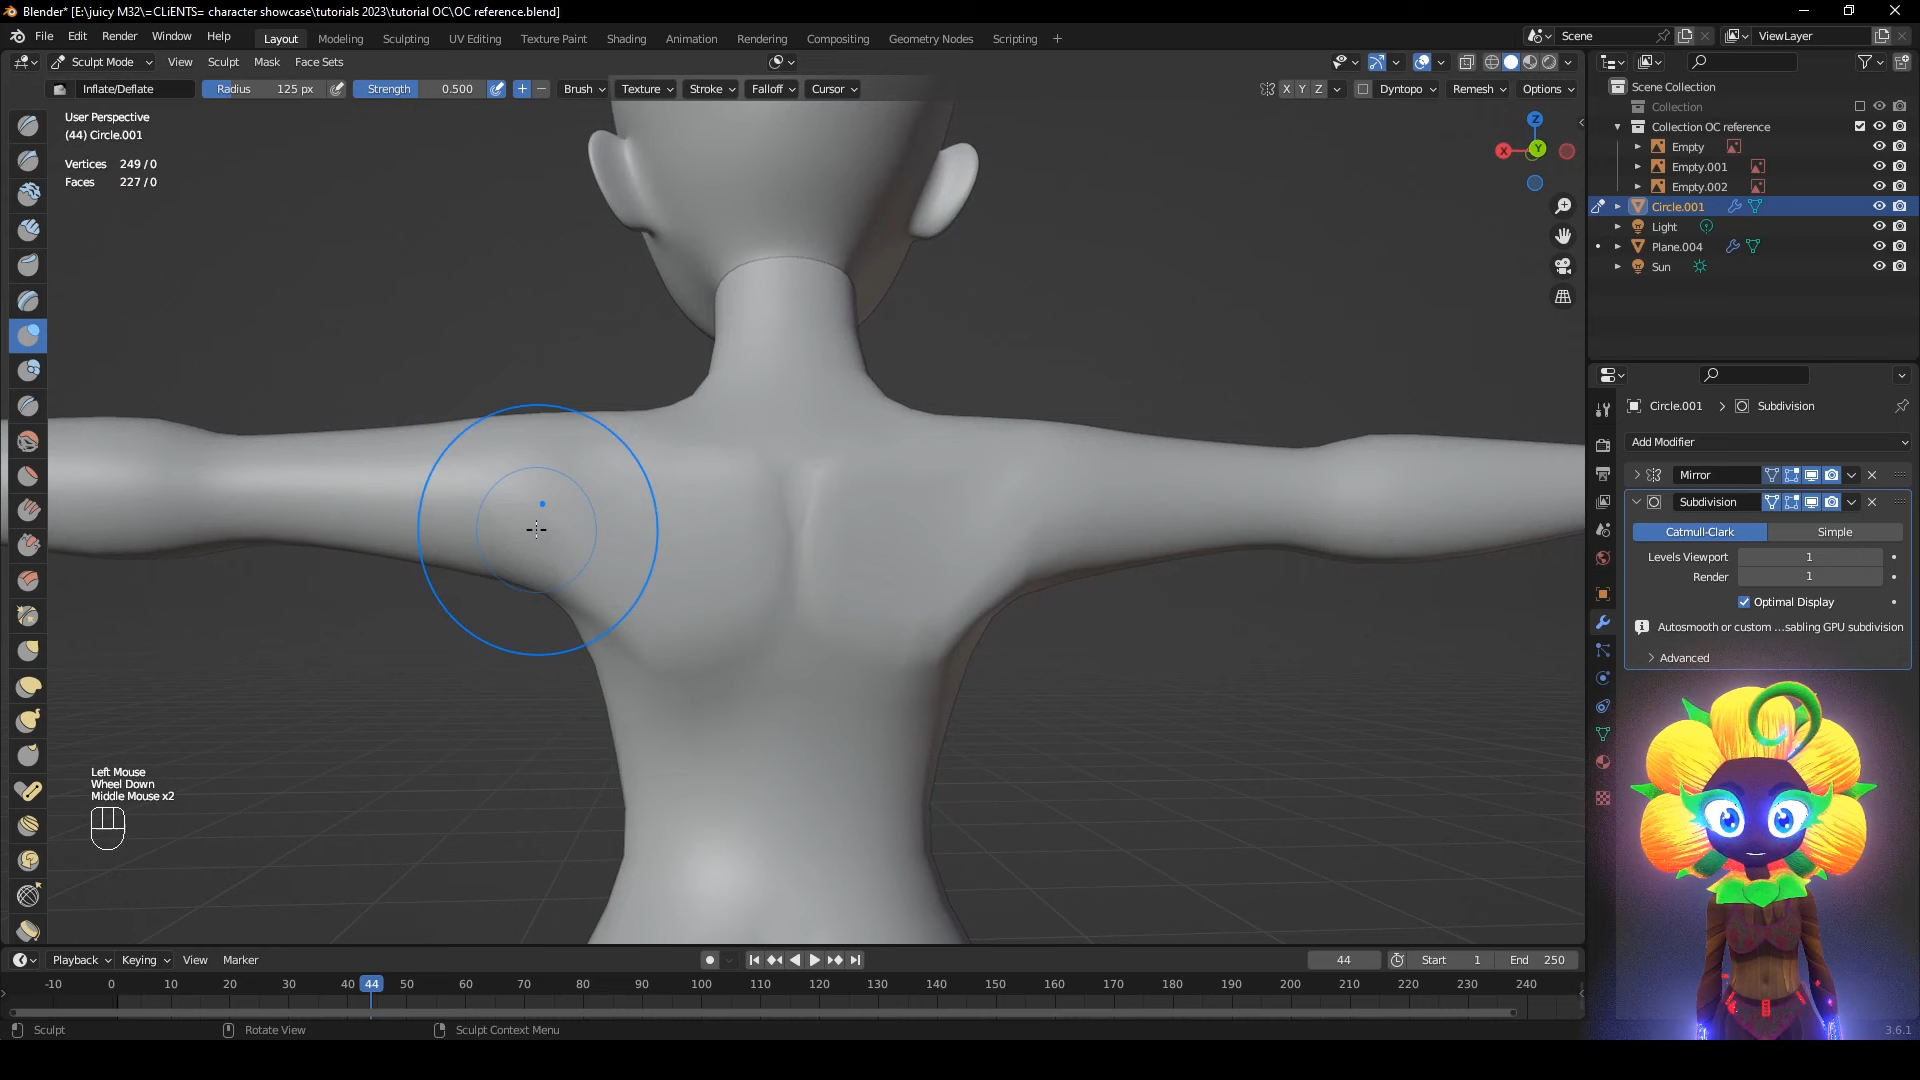 Blender* [E:\juicy M32\=CLiENTS= character showcase\tutorials 2023\tutorial OC\OC reference.blend]
File Edit Render Window Help Layout Modeling Sculpting UV Editing Texture Paint Shading Animation Rendering Compositing Geometry Nodes Scripting + Scene ViewLayer
Sculpt Mode View Sculpt Mask Face Sets
Inflate/Deflate Radius 125 px Strength 0.500 Brush Texture Stroke Falloff Cursor X Y Z Dyntopo Remesh Options
User Perspective
(44) Circle.001
Vertices 249/0
Faces 227/0
Z
X
Y
Scene Collection
Collection
Collection OC reference
Empty
Empty.001
Empty.002
Circle.001
Light
Plane.004
Sun
Circle.001 Subdivision
Add Modifier
Mirror
Subdivision
Catmull-Clark Simple
Levels Viewport 1
Render 1
Optimal Display
Autosmooth or custom ...sabling GPU subdivision
Advanced
Left Mouse
Wheel Down
Middle Mouse x2
Playback Keying View Marker 44 Start 1 End 250
-10 0 10 20 30 40 44 50 60 70 80 90 100 110 120 130 140 150 160 170 180 190 200 210 220 230 240
Sculpt Rotate View Sculpt Context Menu 3.6.1